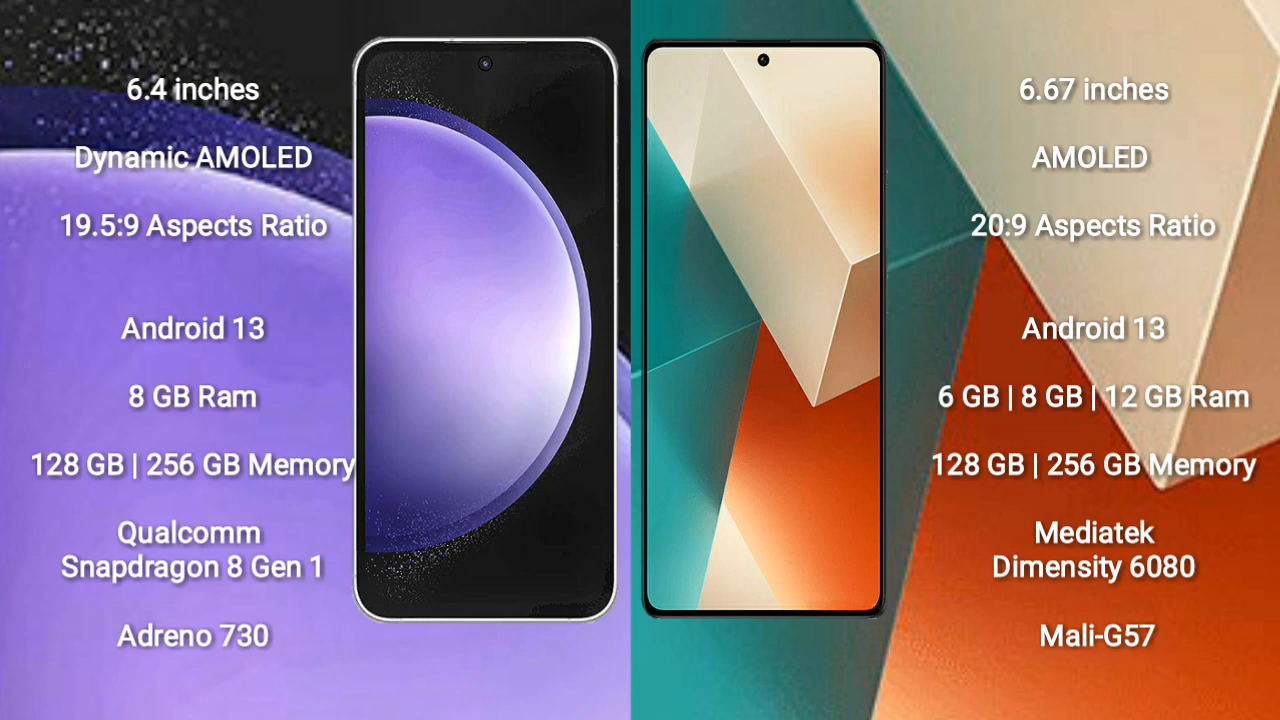 6.4 inches
Dynamic AMOLED
19.5:9 Aspects Ratio
Android 13
8 GB Ram
128 GB | 256 GB Memory
Qualcomm
Snapdragon 8 Gen 1
Adreno 730
6.67 inches
AMOLED
20:9 Aspects Ratio
Android 13
6 GB | 8 GB | 12 GB Ram
128 GB | 256 GB Memory
Mediatek
Dimensity 6080
Mali-G57